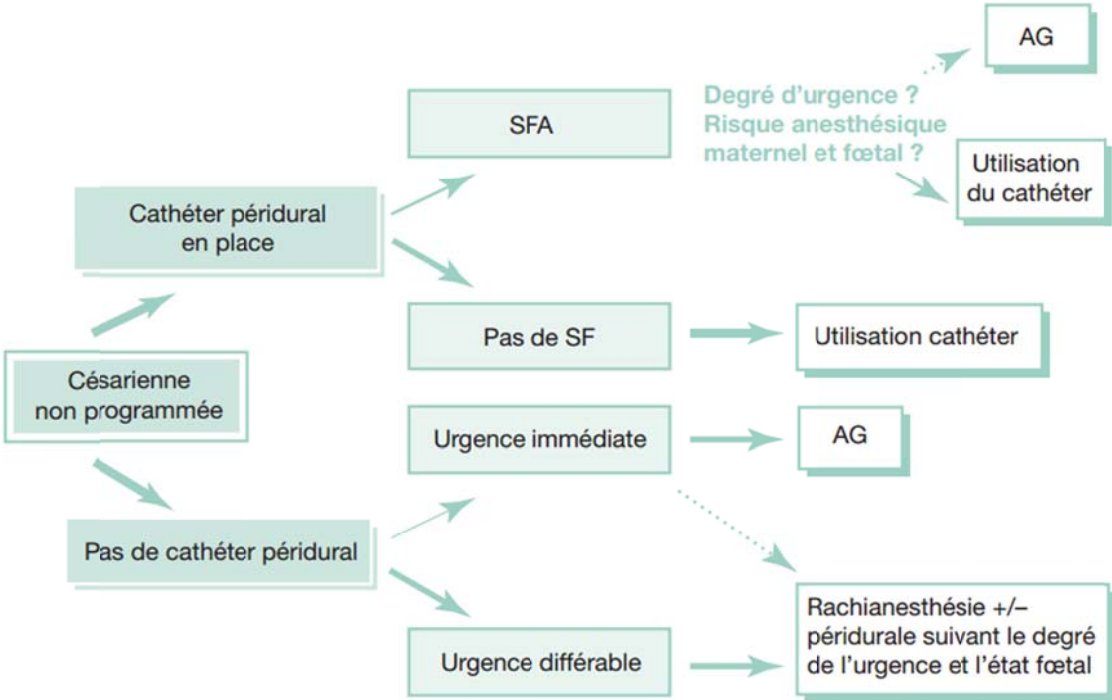 AG
SFA
Degré d'urgence ?
Risque anesthésique
maternel et fœtal ?
Utilisation
du cathéter
Cathéter péridural
en place
Pas de SF
Utilisation cathéter
Césarienne
non programmée
Urgence immédiate
AG
Pas de cathéter péridural
Rachianesthésie +/–
péridurale suivant le degré
de l'urgence et l'état fœtal
Urgence différable